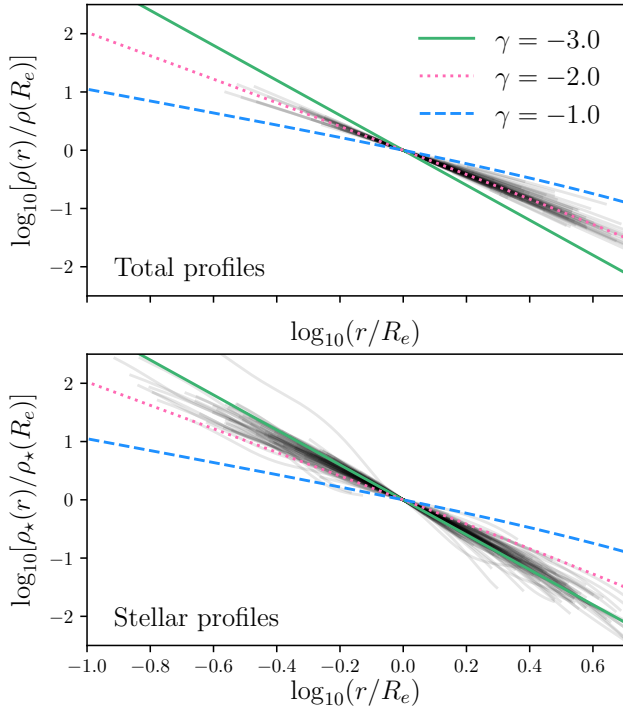 2
1
0
−1
−2
log₁₀[ρ(r)/ρ(Rₑ)]
γ = −3.0
γ = −2.0
γ = −1.0
Total profiles
log₁₀(r/Rₑ)
2
1
0
−1
−2
log₁₀[ρ⋆(r)/ρ⋆(Rₑ)]
Stellar profiles
−1.0 −0.8 −0.6 −0.4 −0.2 0.0 0.2 0.4 0.6
log₁₀(r/Rₑ)